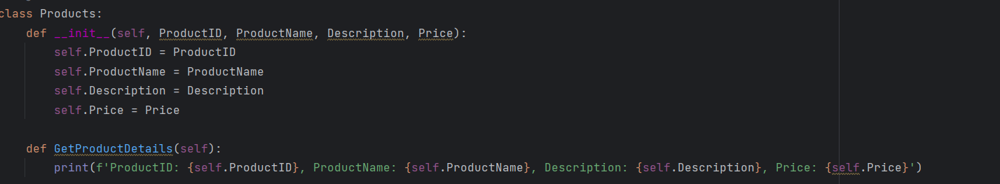 class Products:
    def __init__(self, ProductID, ProductName, Description, Price):
        self.ProductID = ProductID
        self.ProductName = ProductName
        self.Description = Description
        self.Price = Price

    def GetProductDetails(self):
        print(f'ProductID: {self.ProductID}, ProductName: {self.ProductName}, Description: {self.Description}, Price: {self.Price}')